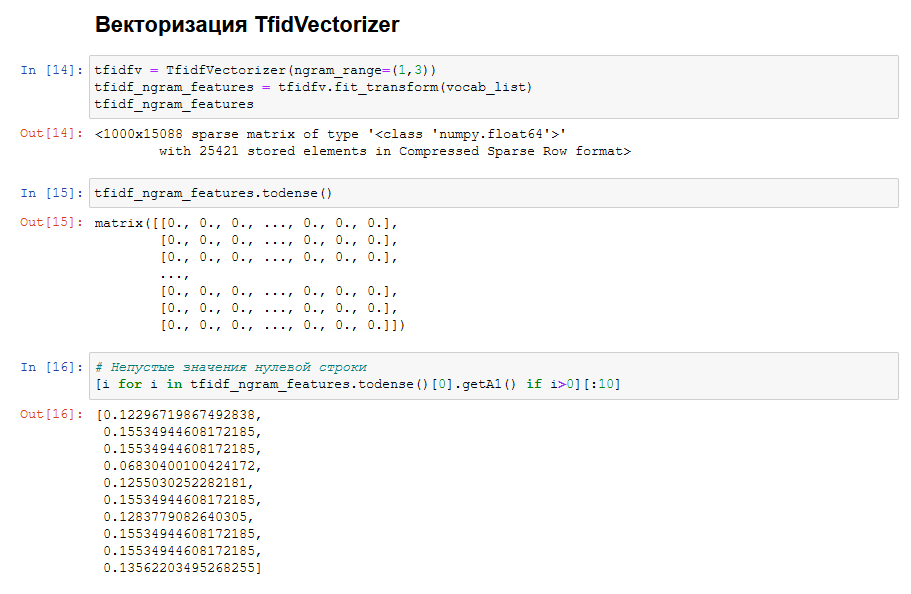 Векторизация TfidVectorizer
In [14]: tfidfv = TfidfVectorizer(ngram_range=(1,3))
tfidf_ngram_features = tfidfv.fit_transform(vocab_list)
tfidf_ngram_features
Out[14]: <1000x15088 sparse matrix of type '<class 'numpy.float64'>'
with 25421 stored elements in Compressed Sparse Row format>
In [15]: tfidf_ngram_features.todense()
Out[15]: matrix([[0., 0., 0., ..., 0., 0., 0.],
[0., 0., 0., ..., 0., 0., 0.],
[0., 0., 0., ..., 0., 0., 0.],
...,
[0., 0., 0., ..., 0., 0., 0.],
[0., 0., 0., ..., 0., 0., 0.],
[0., 0., 0., ..., 0., 0., 0.]])
In [16]: # Непустые значения нулевой строки
[i for i in tfidf_ngram_features.todense()[0].getA1() if i>0][:10]
Out[16]: [0.12296719867492838,
0.15534944608172185,
0.15534944608172185,
0.06830400100424172,
0.1255030252282181,
0.15534944608172185,
0.1283779082640305,
0.15534944608172185,
0.15534944608172185,
0.13562203495268255]